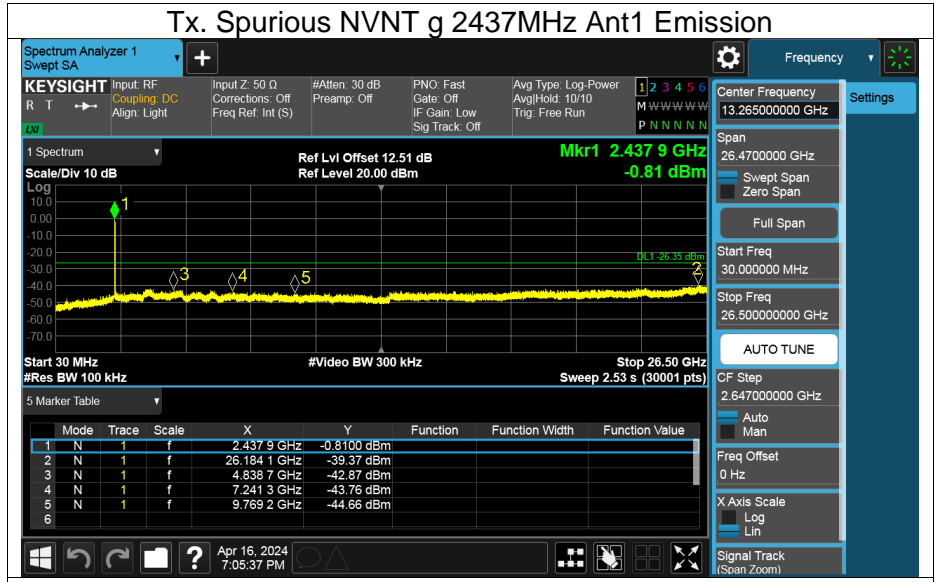 Tx. Spurious NVNT g 2437MHz Ant1 Emission
Spectrum Analyzer 1
Swept SA
+
Frequency
KEYSIGHT
R T
LXI
Input: RF
Coupling: DC
Align: Light
Input Z: 50 Ω
Corrections: Off
Freq Ref: Int (S)
#Atten: 30 dB
Preamp: Off
PNO: Fast
Gate: Off
IF Gain: Low
Sig Track: Off
Avg Type: Log-Power
Avg|Hold: 10/10
Trig: Free Run
1 2 3 4 5 6
M W W W W W
P N N N N N
Center Frequency
13.265000000 GHz
Settings
1 Spectrum
Scale/Div 10 dB
Ref Lvl Offset 12.51 dB
Ref Level 20.00 dBm
Mkr1 2.437 9 GHz
-0.81 dBm
Span
26.4700000 GHz
Swept Span
Zero Span
Full Span
Start Freq
30.000000 MHz
Stop Freq
26.500000000 GHz
AUTO TUNE
CF Step
2.647000000 GHz
Auto
Man
Freq Offset
0 Hz
X Axis Scale
Log
Lin
Signal Track
(Span Zoom)
Log
10.0
0.00
-10.0
-20.0
-30.0
-40.0
-50.0
-60.0
-70.0
1
3
4
5
2
DL1 -26.35 dBm
Start 30 MHz
#Video BW 300 kHz
Stop 26.50 GHz
#Res BW 100 kHz
Sweep 2.53 s (30001 pts)
5 Marker Table
Mode Trace Scale X Y Function Function Width Function Value
1 N 1 f 2.437 9 GHz -0.8100 dBm
2 N 1 f 26.184 1 GHz -39.37 dBm
3 N 1 f 4.838 7 GHz -42.87 dBm
4 N 1 f 7.241 3 GHz -43.76 dBm
5 N 1 f 9.769 2 GHz -44.66 dBm
6
?
Apr 16, 2024
7:05:37 PM